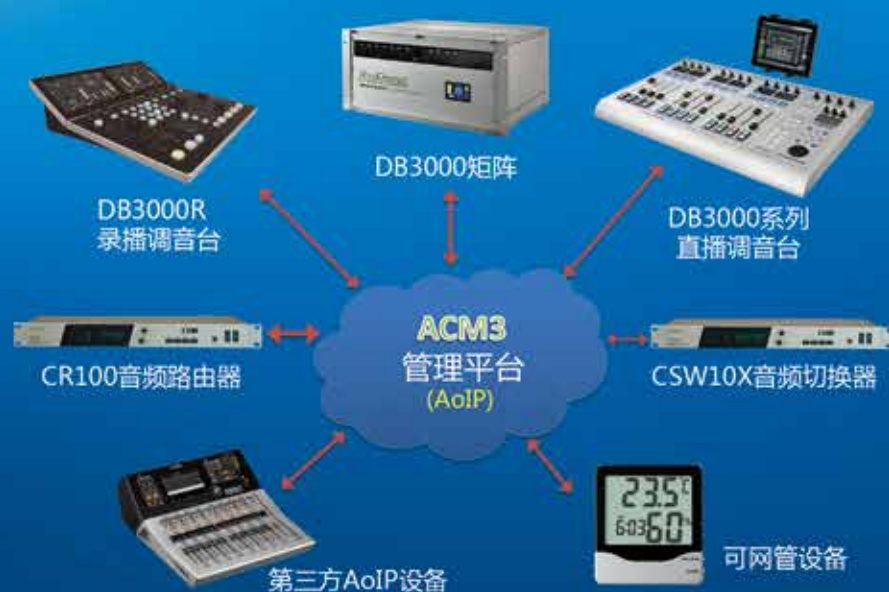 DB3000矩阵
DB3000R
录播调音台
DB3000系列
直播调音台
ACM3
管理平台
(AoIP)
CR100音频路由器
CSW10X音频切换器
23.5℃
6:03 60%
第三方AoIP设备
可网管设备